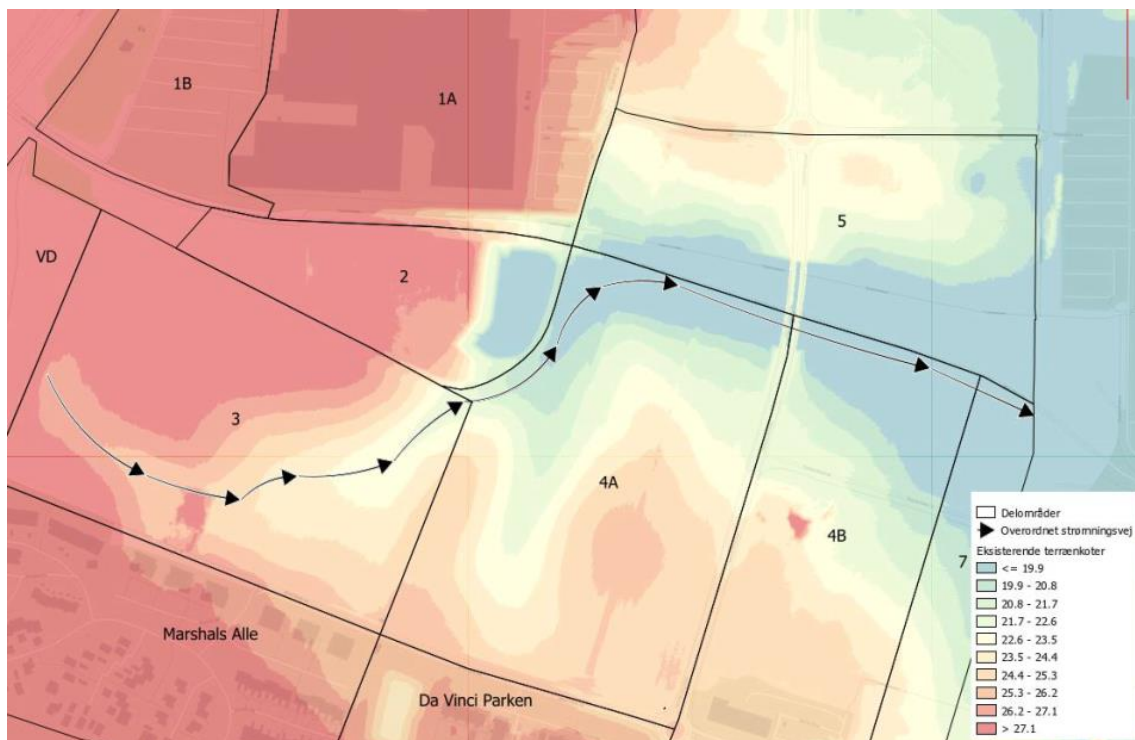 1B
1A
5
VD
2
3
4A
4B
7
Marshals Alle
Da Vinci Parken
Delområder
Overordnet strømningsvej
Eksisterende terrænkoter
<= 19.9
19.9 - 20.8
20.8 - 21.7
21.7 - 22.6
22.6 - 23.5
23.5 - 24.4
24.4 - 25.3
25.3 - 26.2
26.2 - 27.1
> 27.1